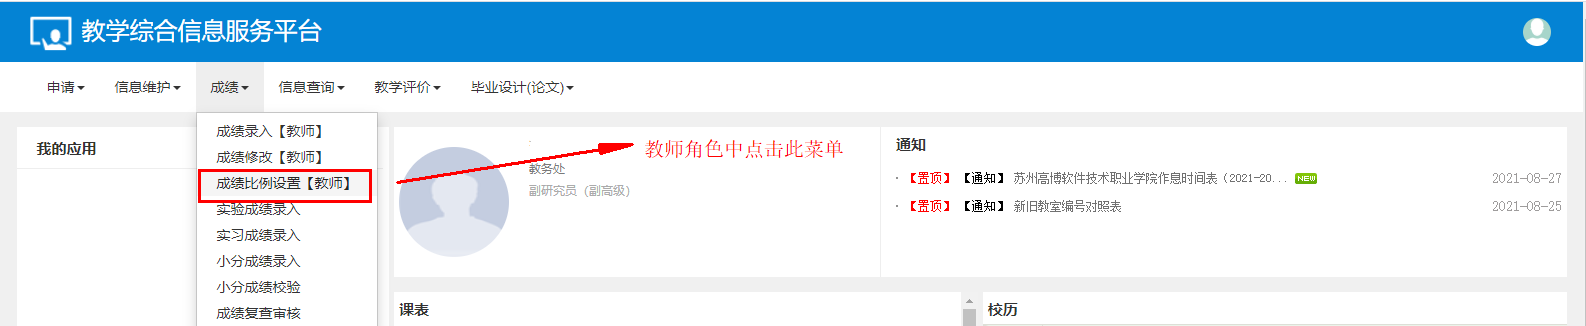 教学综合信息服务平台
申请 信息维护 成绩 信息查询 教学评价 毕业设计(论文)
我的应用
成绩录入【教师】
成绩修改【教师】
成绩比例设置【教师】
实验成绩录入
实习成绩录入
小分成绩录入
小分成绩校验
成绩复查审核
教师角色中点击此菜单
教务处
副研究员（副高级）
通知
【置顶】【通知】苏州高博软件技术职业学院作息时间表（2021-20... NEW 2021-08-27
【置顶】【通知】新旧教室编号对照表 2021-08-25
课表
校历